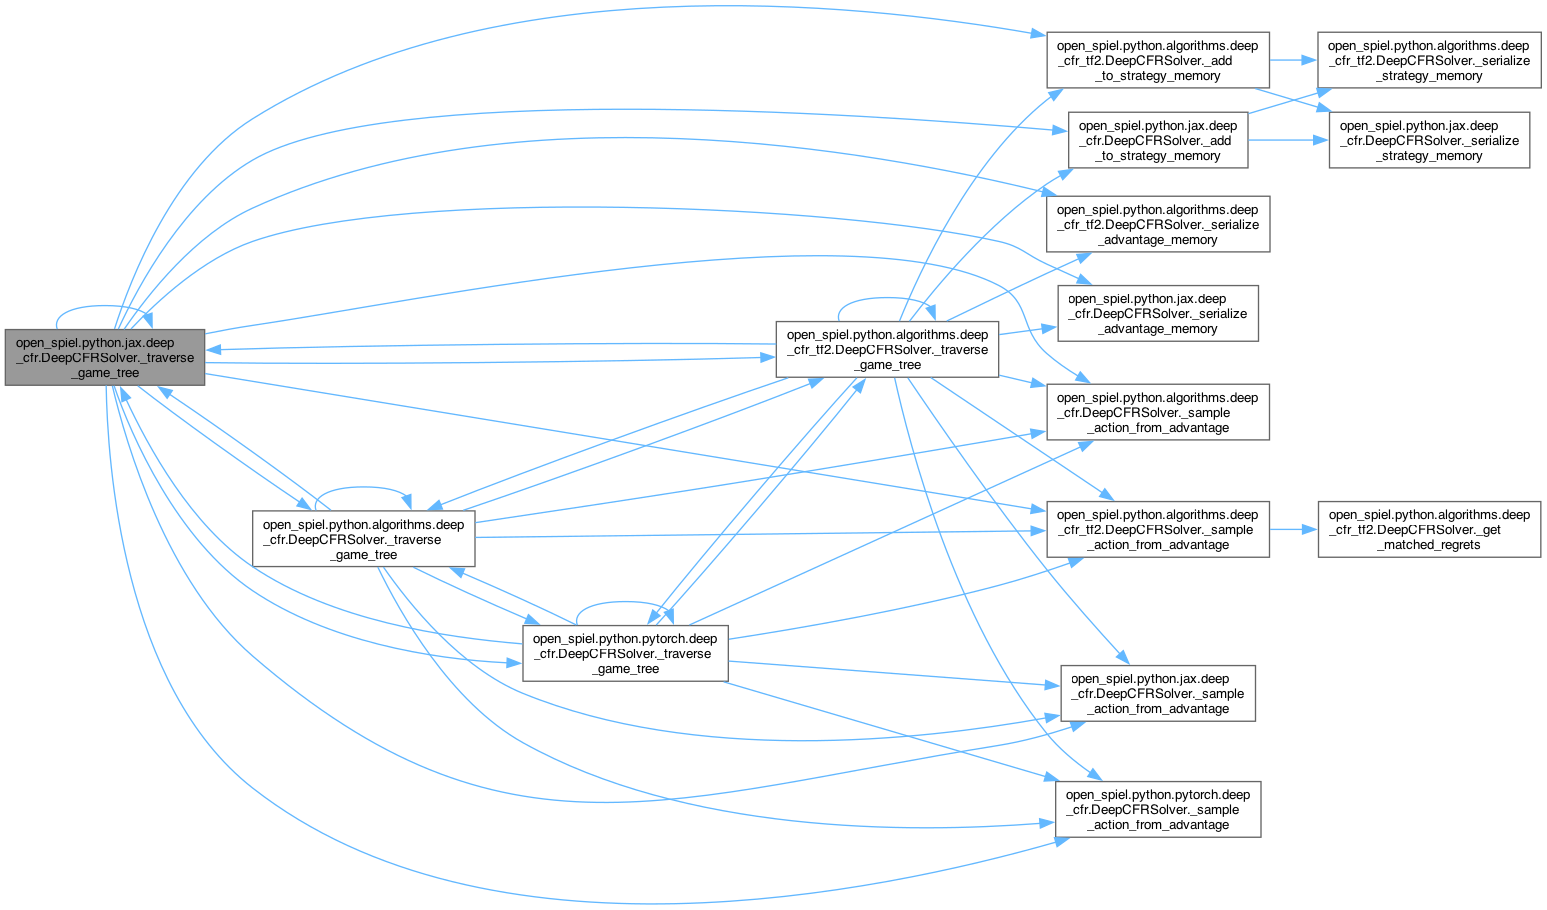 open_spiel.python.jax.deep
_cfr.DeepCFRSolver._traverse
_game_tree
open_spiel.python.algorithms.deep
_cfr.DeepCFRSolver._traverse
_game_tree
open_spiel.python.pytorch.deep
_cfr.DeepCFRSolver._traverse
_game_tree
open_spiel.python.algorithms.deep
_cfr_tf2.DeepCFRSolver._traverse
_game_tree
open_spiel.python.algorithms.deep
_cfr_tf2.DeepCFRSolver._add
_to_strategy_memory
open_spiel.python.jax.deep
_cfr.DeepCFRSolver._add
_to_strategy_memory
open_spiel.python.algorithms.deep
_cfr_tf2.DeepCFRSolver._serialize
_advantage_memory
open_spiel.python.jax.deep
_cfr.DeepCFRSolver._serialize
_advantage_memory
open_spiel.python.algorithms.deep
_cfr.DeepCFRSolver._sample
_action_from_advantage
open_spiel.python.algorithms.deep
_cfr_tf2.DeepCFRSolver._sample
_action_from_advantage
open_spiel.python.jax.deep
_cfr.DeepCFRSolver._sample
_action_from_advantage
open_spiel.python.pytorch.deep
_cfr.DeepCFRSolver._sample
_action_from_advantage
open_spiel.python.algorithms.deep
_cfr_tf2.DeepCFRSolver._serialize
_strategy_memory
open_spiel.python.jax.deep
_cfr.DeepCFRSolver._serialize
_strategy_memory
open_spiel.python.algorithms.deep
_cfr_tf2.DeepCFRSolver._get
_matched_regrets